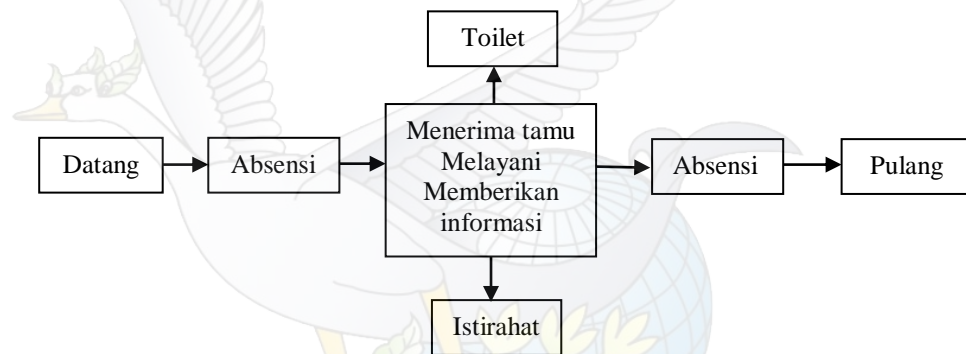 Toilet
Datang
Absensi
Menerima tamu
Melayani
Memberikan
informasi
Absensi
Pulang
Istirahat